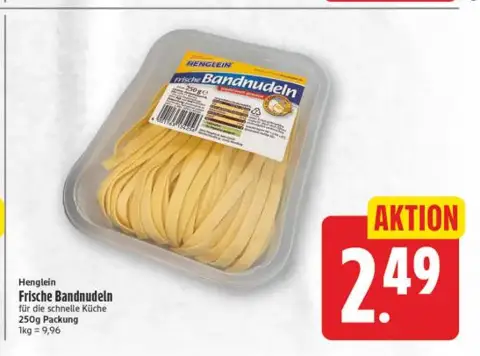 HENGLEIN
Frische Bandnudeln
250g
AKTION
2.49
Henglein
Frische Bandnudeln
für die schnelle Küche
250g Packung
1kg = 9,96